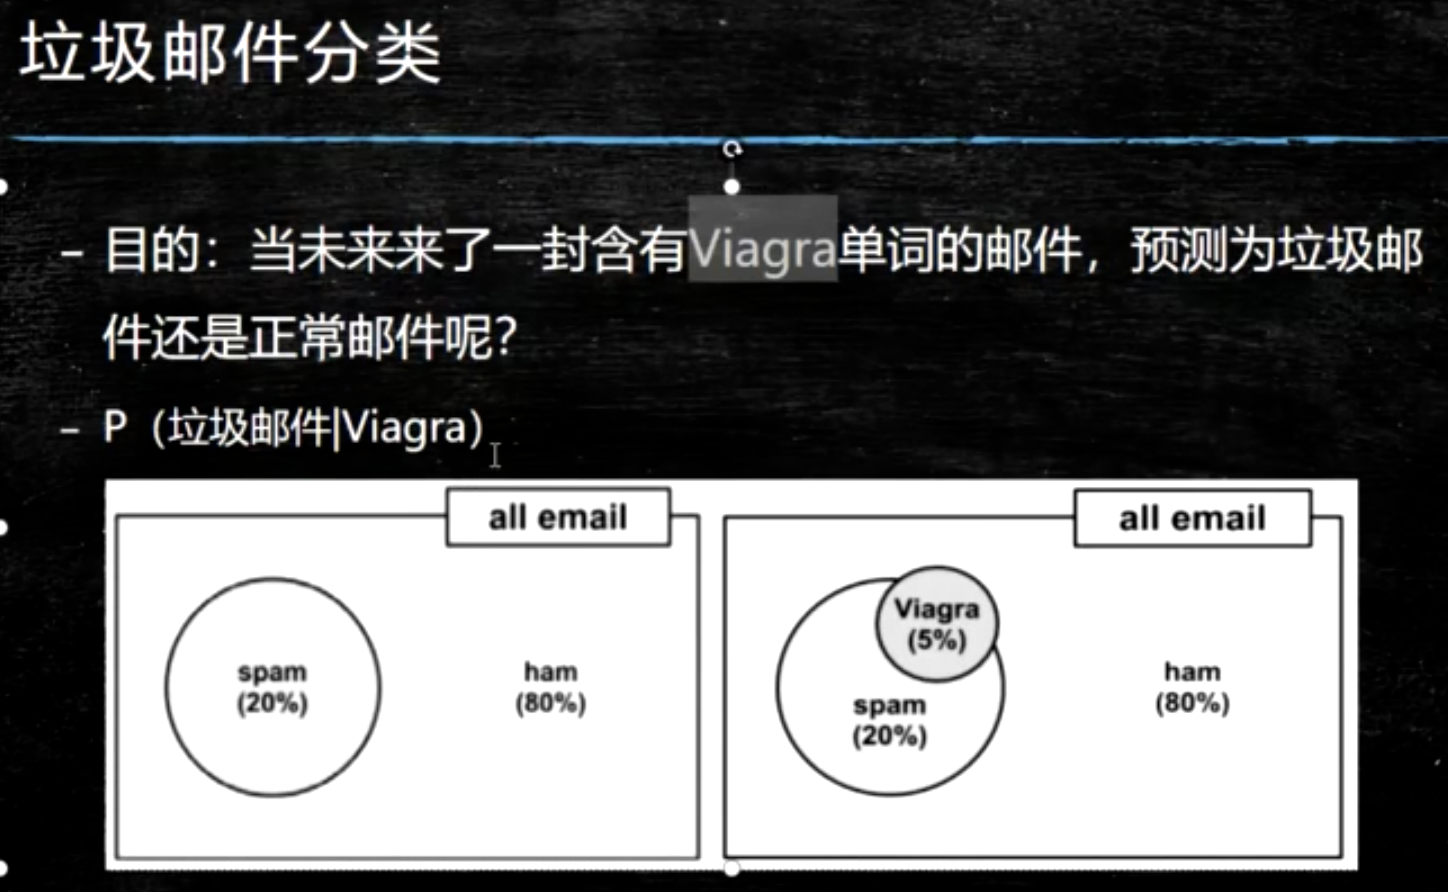 垃圾邮件分类
– 目的：当未来来了一封含有Viagra单词的邮件，预测为垃圾邮
件还是正常邮件呢？
– P（垃圾邮件|Viagra）
all email
spam
(20%)
ham
(80%)
all email
Viagra
(5%)
spam
(20%)
ham
(80%)